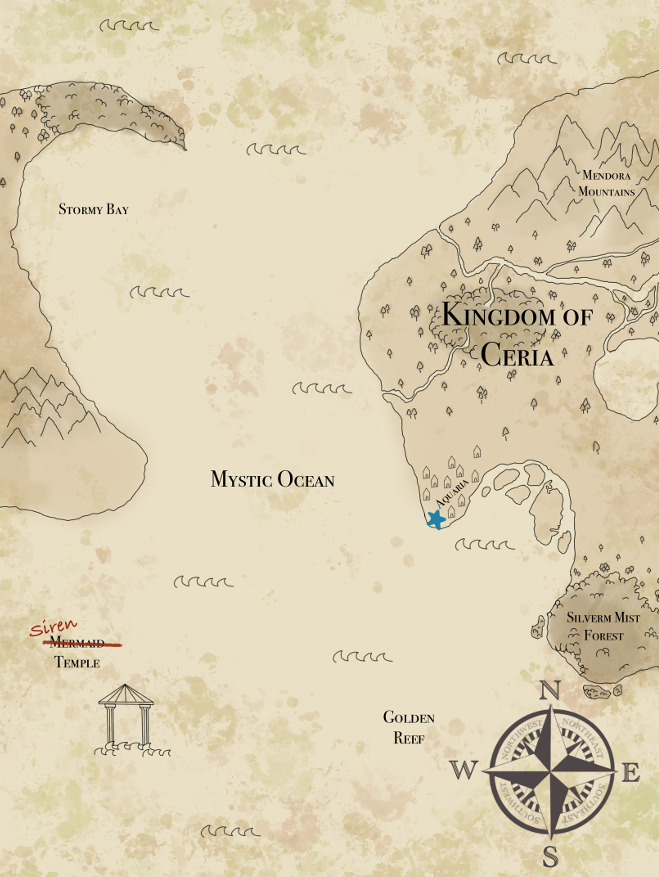 Mendora
Mountains
Stormy Bay
Kingdom of
Ceria
Mystic Ocean
Aquaria
Siren
Mermaid
Temple
Silverm Mist
Forest
Golden
Reef
N
Northwest
Northeast
W
E
Southwest
Southeast
S